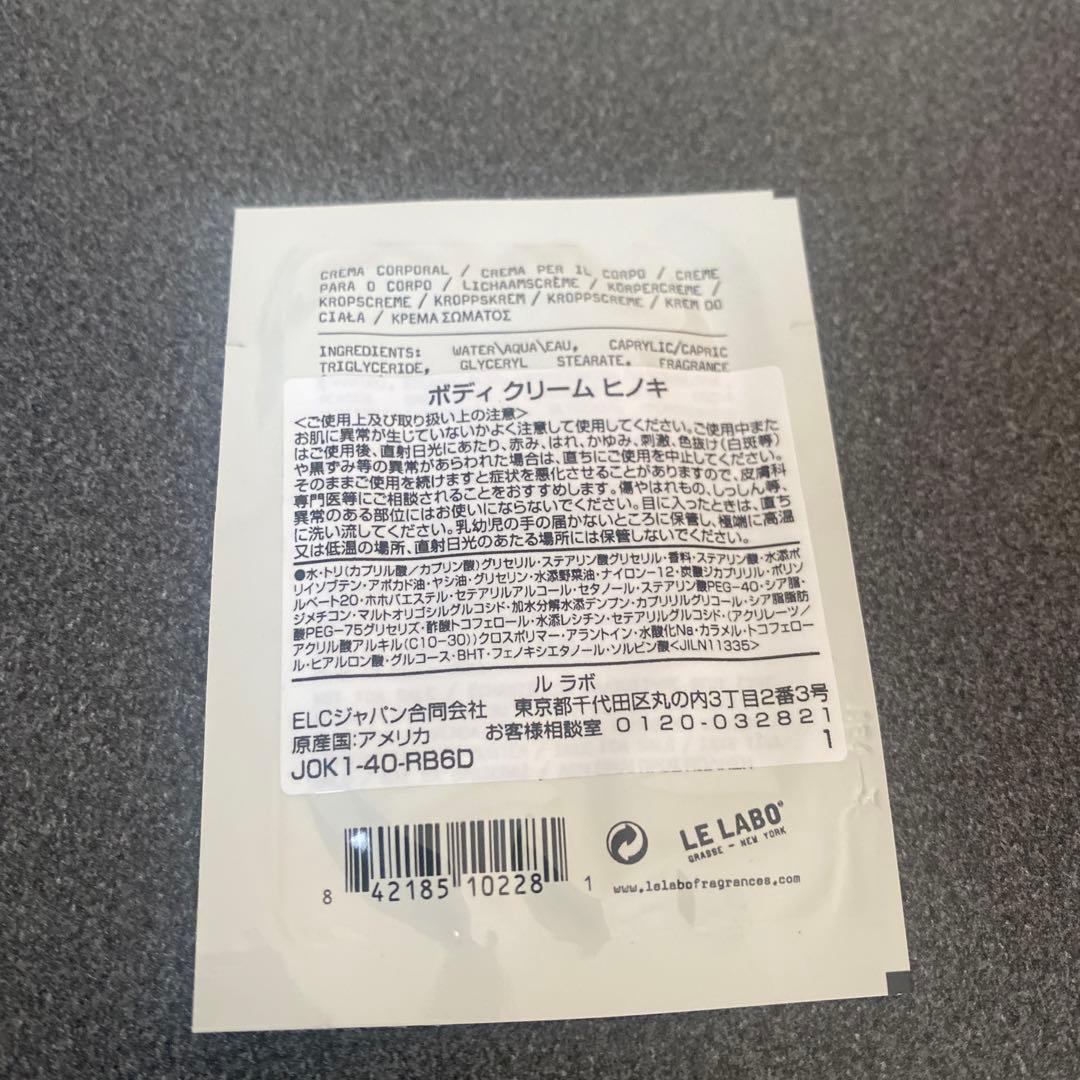 CREMA CORPORAL / CREMA PER IL CORPO / CREME
PARA O CORPO / LICHAAMSCRÈME / KÖRPERCREME /
KROPSCREME / KROPPSKREM / KROPPSCREME / KREM DO
CIAŁA / ΚΡΕΜΑ ΣΩΜΑΤΟΣ
INGREDIENTS: WATER\AQUA\EAU, CAPRYLIC/CAPRIC
TRIGLYCERIDE, GLYCERYL STEARATE, FRAGRANCE
ボディ クリーム ヒノキ
<ご使用上及び取り扱い上の注意>
お肌に異常が生じていないかよく注意して使用してください。ご使用中また
はご使用後、直射日光にあたり、赤み、はれ、かゆみ、刺激、色抜け(白斑等)
や黒ずみ等の異常があらわれた場合は、直ちにご使用を中止してください。
そのままご使用を続けますと症状を悪化させることがありますので、皮膚科
専門医等にご相談されることをおすすめします。傷やはれもの、しっしん等、
異常のある部位にはお使いにならないでください。目に入ったときは、直ち
に洗い流してください。乳幼児の手の届かないところに保管し、極端に高温
又は低温の場所、直射日光のあたる場所には保管しないでください。
●水・トリ(カプリル酸/カプリン酸)グリセリル・ステアリン酸グリセリル・香料・ステアリン酸・水添ポ
リイソブテン・アボカド油・ヤシ油・グリセリン・水添野菜油・ナイロン-12・炭酸ジカプリリル・ポリソ
ルベート20・ホホバエステル・セテアリルアルコール・セタノール・ステアリン酸PEG-40・シア脂・
ジメチコン・マルトオリゴシルグルコシド・加水分解水添デンプン・カプリリルグリコール・シア脂脂肪
酸PEG-75グリセリズ・酢酸トコフェロール・水添レシチン・セテアリルグルコシド・(アクリレーツ/
アクリル酸アルキル(C10-30))クロスポリマー・アラントイン・水酸化Na・カラメル・トコフェロー
ル・ヒアルロン酸・グルコース・BHT・フェノキシエタノール・ソルビン酸<JILN11335>
ル ラボ
ELCジャパン合同会社 東京都千代田区丸の内3丁目2番3号
原産国:アメリカ お客様相談室 0120-032821
J0K1-40-RB6D 1
8 42185 10228 1
LE LABO®
GRASSE - NEW YORK
www.lelabofragrances.com